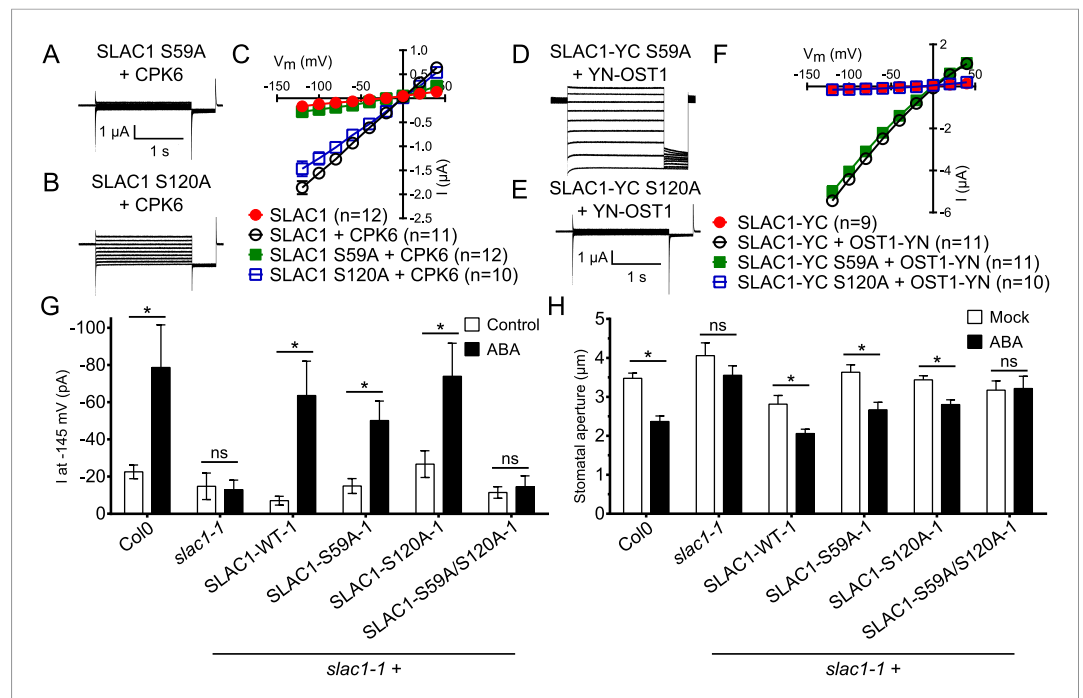 A
SLAC1 S59A
+ CPK6
1 µA
1 s
B
SLAC1 S120A
+ CPK6
C
Vm (mV)
-150 -100 -50 0
1.0
0.5
-0.5
-1.0
-1.5
-2.0
-2.5
I (µA)
SLAC1 (n=12)
SLAC1 + CPK6 (n=11)
SLAC1 S59A + CPK6 (n=12)
SLAC1 S120A + CPK6 (n=10)
D
SLAC1-YC S59A
+ YN-OST1
E
SLAC1-YC S120A
+ YN-OST1
1 µA
1 s
F
Vm (mV)
-150 -100 -50 0 50
2
-2
-4
-6
I (µA)
SLAC1-YC (n=9)
SLAC1-YC + OST1-YN (n=11)
SLAC1-YC S59A + OST1-YN (n=11)
SLAC1-YC S120A + OST1-YN (n=10)
G
I at -145 mV (pA)
-100
-80
-60
-40
-20
0
Control
ABA
* ns * * * ns
Col0
slac1-1
SLAC1-WT-1
SLAC1-S59A-1
SLAC1-S120A-1
SLAC1-S59A/S120A-1
slac1-1 +
H
Stomatal aperture (µm)
5
4
3
2
1
0
Mock
ABA
* ns * * * ns
Col0
slac1-1
SLAC1-WT-1
SLAC1-S59A-1
SLAC1-S120A-1
SLAC1-S59A/S120A-1
slac1-1 +